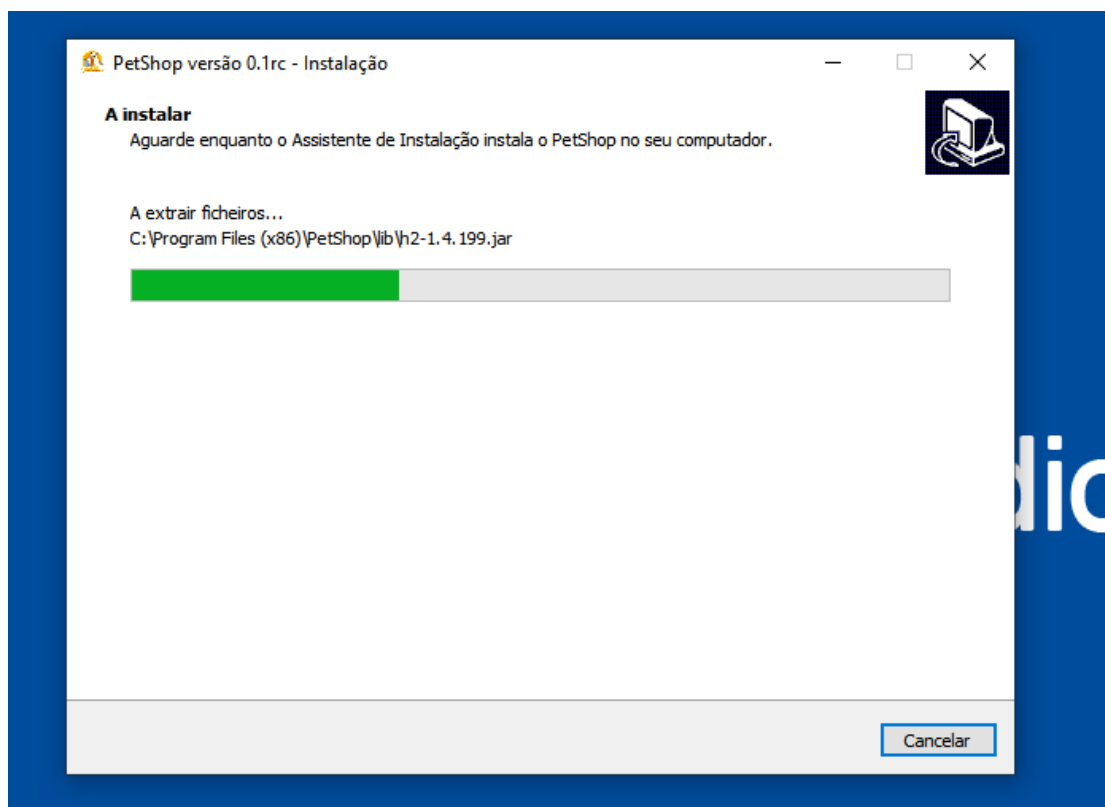 PetShop versão 0.1rc - Instalação
A instalar
Aguarde enquanto o Assistente de Instalação instala o PetShop no seu computador.
A extrair ficheiros...
C:\Program Files (x86)\PetShop\lib\h2-1.4.199.jar
Cancelar